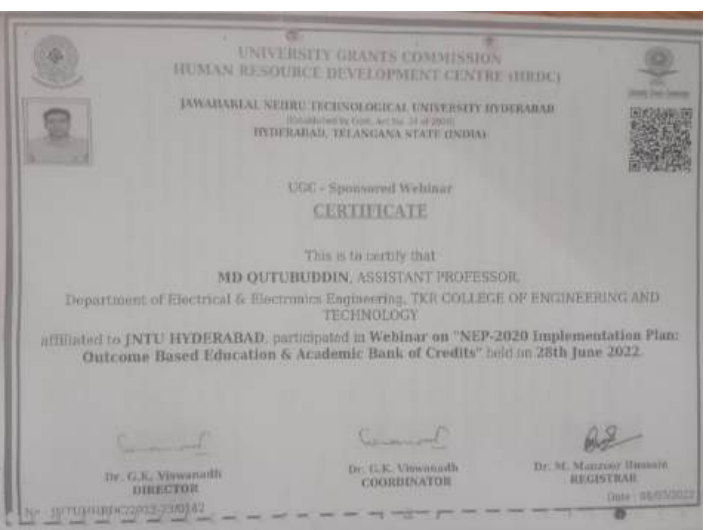 UNIVERSITY GRANTS COMMISSION
HUMAN RESOURCE DEVELOPMENT CENTRE (HRDC)
JAWAHARLAL NEHRU TECHNOLOGICAL UNIVERSITY HYDERABAD
HYDERABAD, TELANGANA STATE (INDIA)
UGC - Sponsored Webinar
CERTIFICATE
This is to certify that
MD QUTUBUDDIN, ASSISTANT PROFESSOR,
Department of Electrical & Electronics Engineering, TKR COLLEGE OF ENGINEERING AND
TECHNOLOGY
affiliated to JNTU HYDERABAD, participated in Webinar on "NEP-2020 Implementation Plan:
Outcome Based Education & Academic Bank of Credits" held on 28th June 2022.
Dr. G.K. Viswanadh
DIRECTOR
Dr. G.K. Viswanadh
COORDINATOR
Dr. M. Manzoor Hussain
REGISTRAR